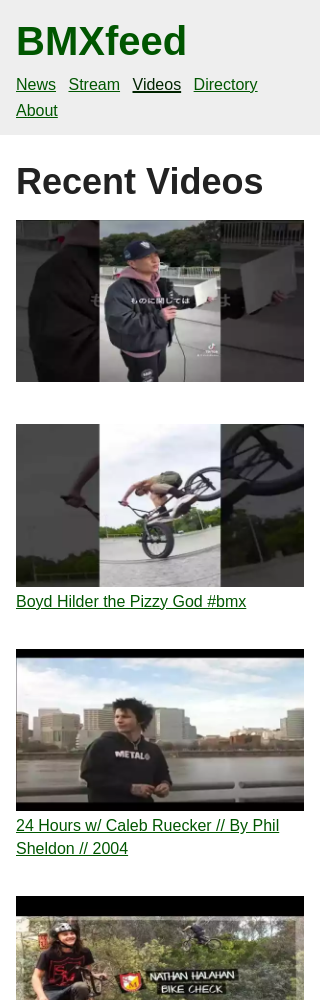 BMXfeed
News Stream Videos Directory
About
Recent Videos
ものに関しては
Boyd Hilder the Pizzy God #bmx
METAL
24 Hours w/ Caleb Ruecker // By Phil
Sheldon // 2004
NATHAN HALAHAN
BIKE CHECK